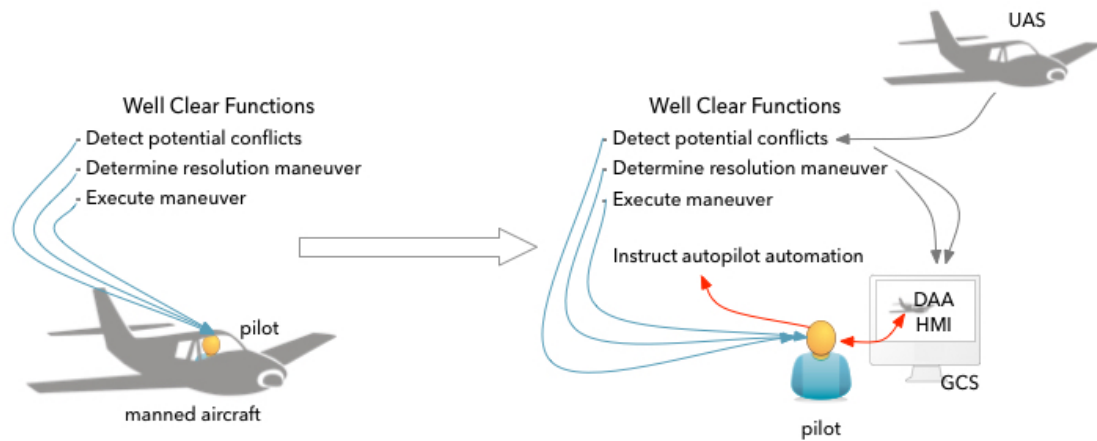 Well Clear Functions
- Detect potential conflicts
- Determine resolution maneuver
- Execute maneuver
pilot
manned aircraft
UAS
Well Clear Functions
- Detect potential conflicts
- Determine resolution maneuver
- Execute maneuver
Instruct autopilot automation
DAA
HMI
GCS
pilot